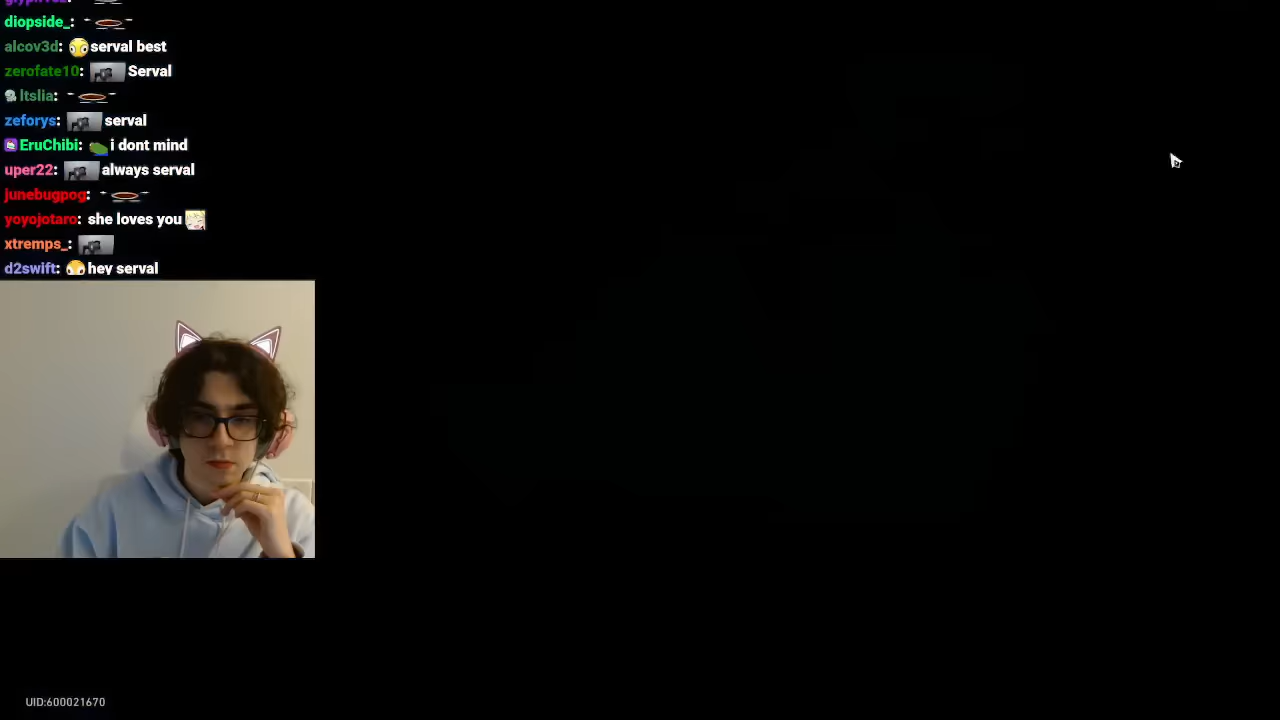 diopside_:
alcov3d: serval best
zerofate10: Serval
ltslia:
zeforys: serval
EruChibi: i dont mind
uper22: always serval
junebugpog:
yoyojotaro: she loves you
xtremps_:
d2swift: hey serval
UID:600021670